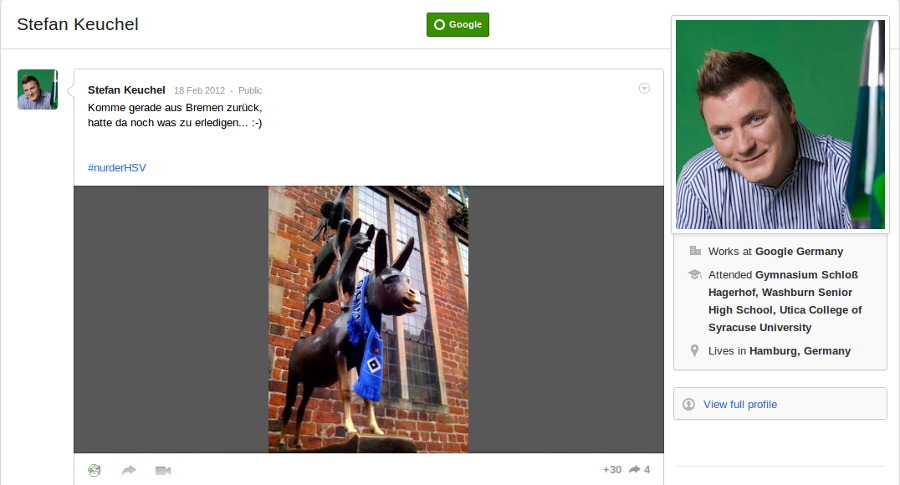 Stefan Keuchel
Google
Stefan Keuchel 18 Feb 2012 - Public
Komme gerade aus Bremen zurück,
hatte da noch was zu erledigen... :-)
#nurderHSV
+30 4
Works at Google Germany
Attended Gymnasium Schloß
Hagerhof, Washburn Senior
High School, Utica College of
Syracuse University
Lives in Hamburg, Germany
View full profile